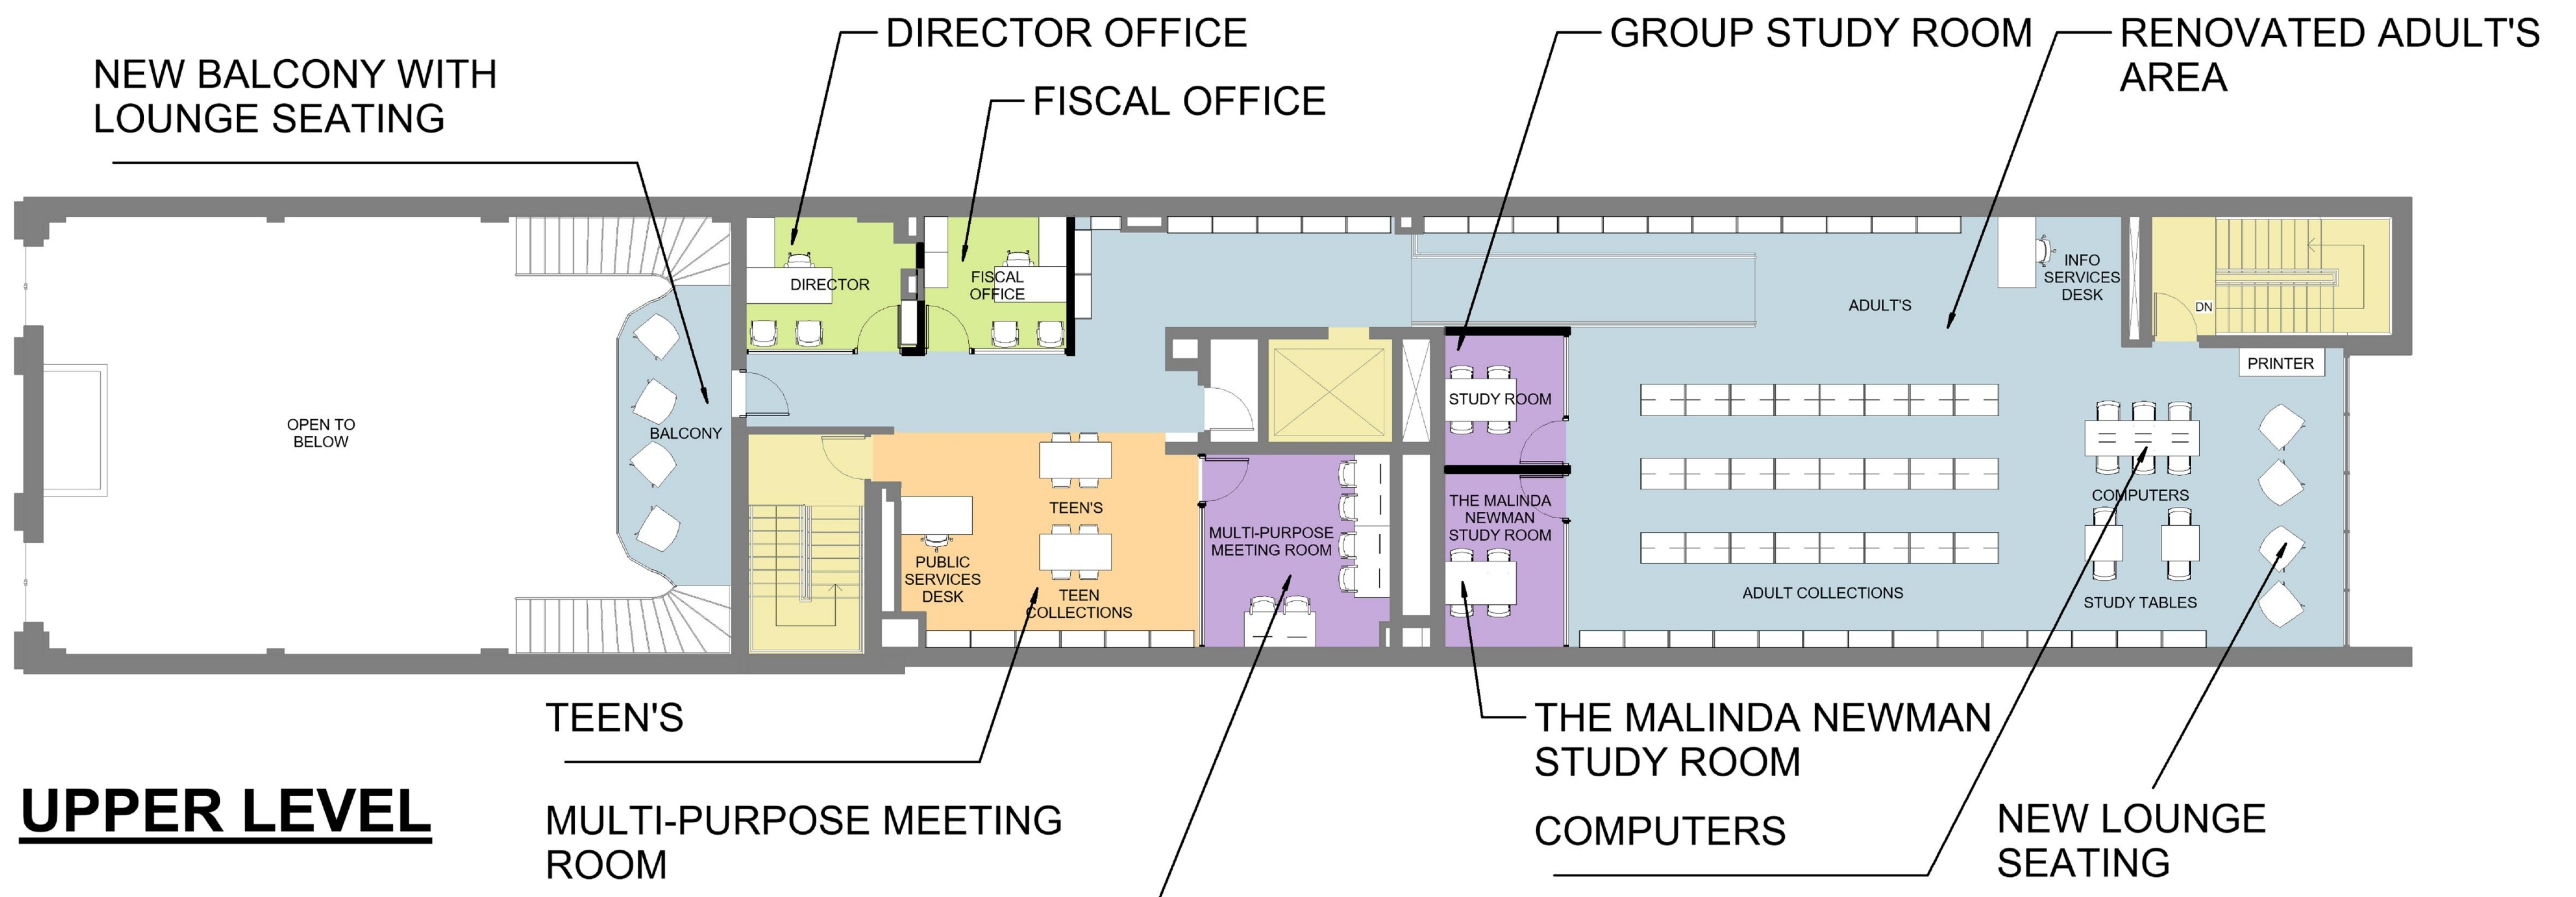 DIRECTOR OFFICE
GROUP STUDY ROOM
RENOVATED ADULT'S
AREA
NEW BALCONY WITH
LOUNGE SEATING
FISCAL OFFICE
DIRECTOR
FISCAL
OFFICE
INFO
SERVICES
DESK
ADULT'S
DN
PRINTER
STUDY ROOM
OPEN TO
BELOW
BALCONY
TEEN'S
PUBLIC
SERVICES
DESK
TEEN
COLLECTIONS
MULTI-PURPOSE
MEETING ROOM
THE MALINDA
NEWMAN
STUDY ROOM
COMPUTERS
ADULT COLLECTIONS
STUDY TABLES
TEEN'S
THE MALINDA NEWMAN
STUDY ROOM
UPPER LEVEL
MULTI-PURPOSE MEETING
ROOM
COMPUTERS
NEW LOUNGE
SEATING